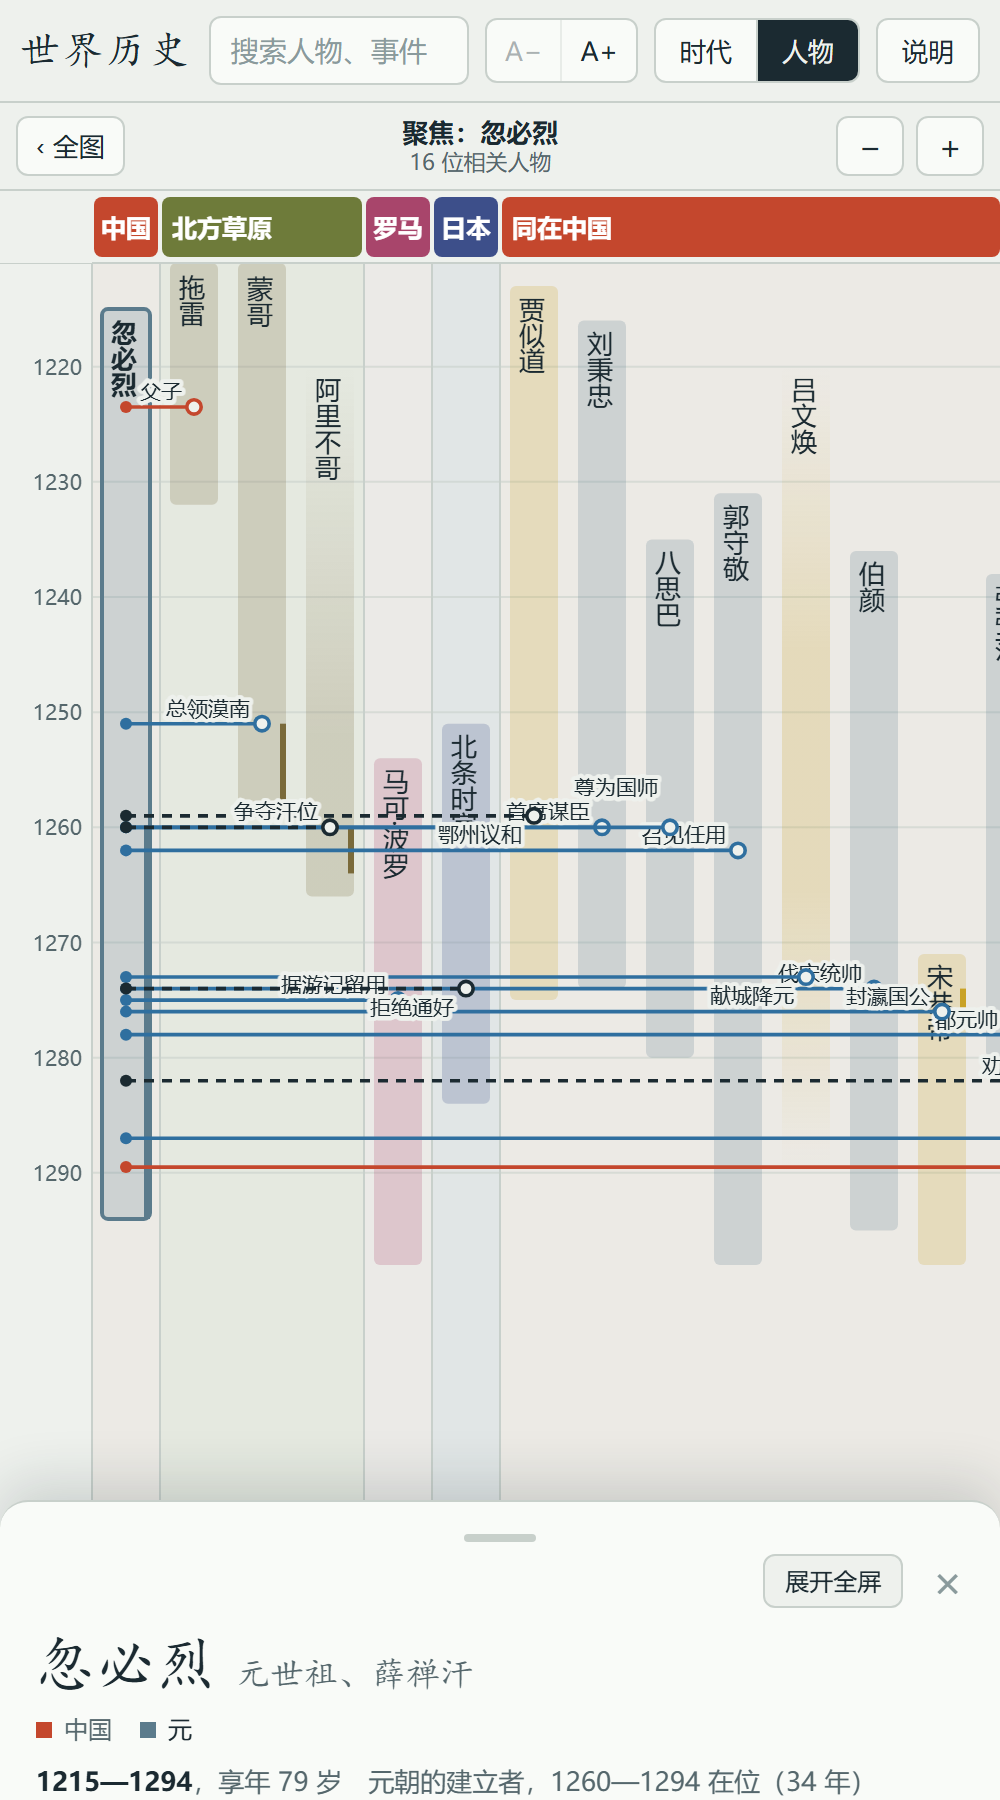 世界历史
搜索人物、事件
A−
A+
时代
人物
说明
‹ 全图
聚焦：忽必烈
16 位相关人物
−
+
中国
北方草原
罗马
日本
同在中国
1220
1230
1240
1250
1260
1270
1280
1290
忽必烈
拖雷
蒙哥
阿里不哥
马可·波罗
北条时
贾似道
刘秉忠
八思巴
郭守敬
吕文焕
伯颜
宋恭帝
父子
总领漠南
争夺汗位
鄂州议和
首席谋臣
尊为国师
召见任用
据游记留用
拒绝通好
伐宋统帅
献城降元
封瀛国公
都元帅
劝
展开全屏
×
忽必烈 元世祖、薛禅汗
中国 元
1215—1294，享年 79 岁 元朝的建立者，1260—1294 在位（34 年）